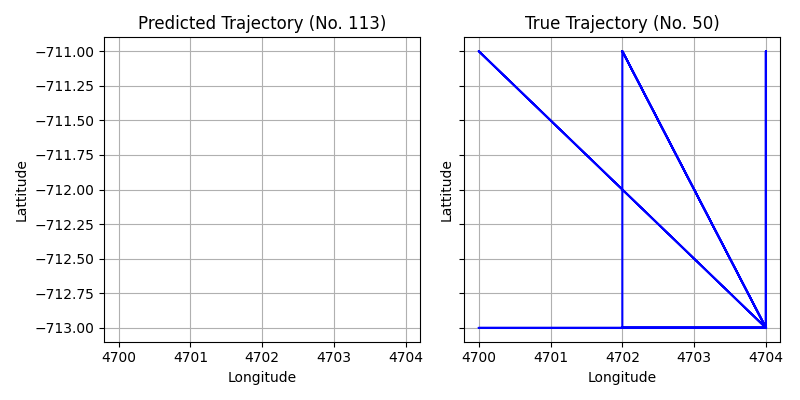 Predicted Trajectory (No. 113)
True Trajectory (No. 50)
−711.00
−711.25
−711.50
−711.75
−712.00
−712.25
−712.50
−712.75
−713.00
Lattitude
Lattitude
4700 4701 4702 4703 4704
4700 4701 4702 4703 4704
Longitude
Longitude